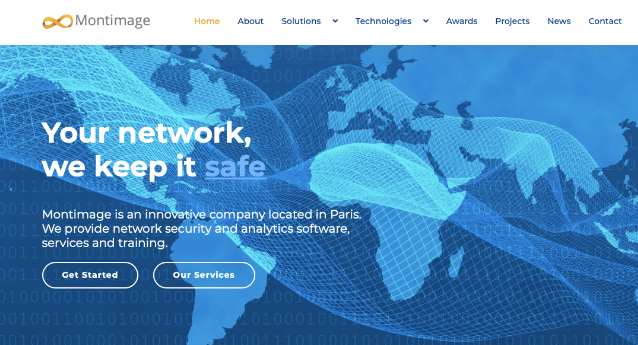 Montimage
Home About Solutions Technologies Awards Projects News Contact
Your network,
we keep it safe
Montimage is an innovative company located in Paris.
We provide network security and analytics software,
services and training.
Get Started Our Services